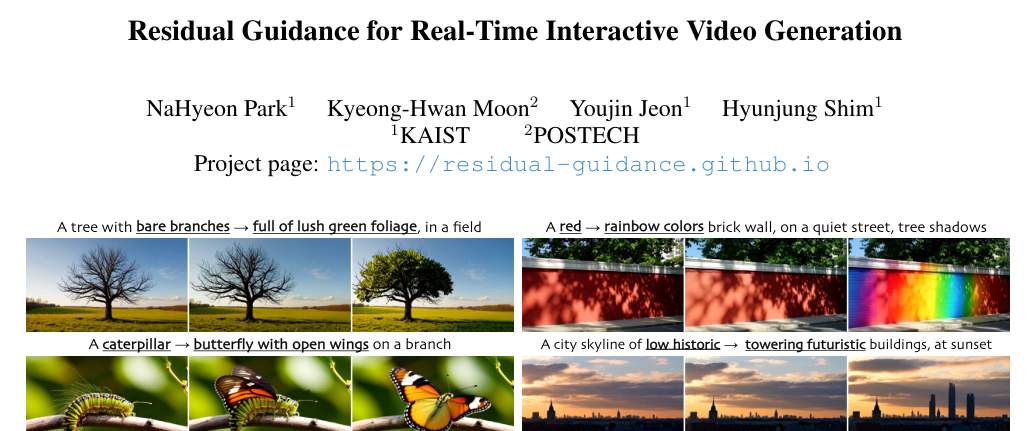 Residual Guidance for Real-Time Interactive Video Generation
NaHyeon Park¹ Kyeong-Hwan Moon² Youjin Jeon¹ Hyunjung Shim¹
¹KAIST ²POSTECH
Project page: https://residual-guidance.github.io
A tree with bare branches → full of lush green foliage, in a field
A red → rainbow colors brick wall, on a quiet street, tree shadows
A caterpillar → butterfly with open wings on a branch
A city skyline of low historic → towering futuristic buildings, at sunset